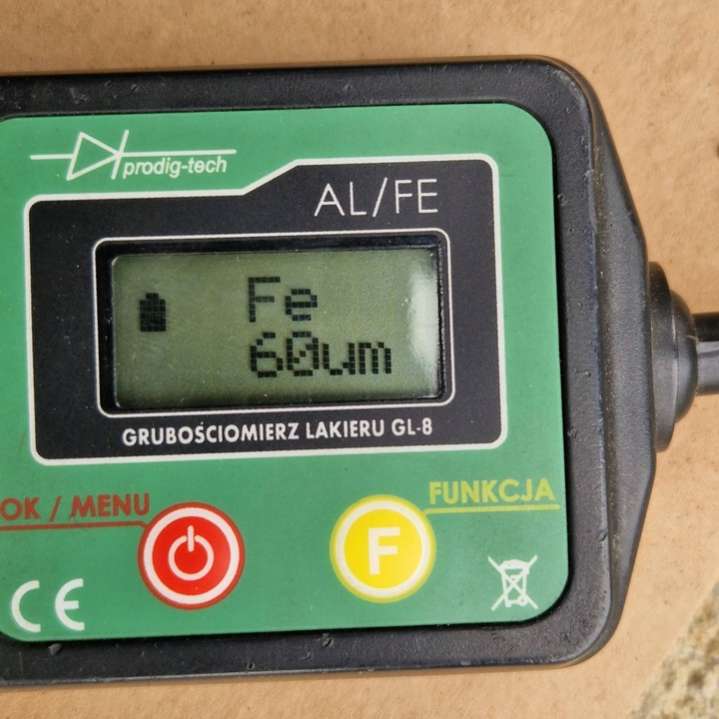 prodig-tech
AL/FE
Fe
60um
GRUBOŚCIOMIERZ LAKIERU GL-8
OK / MENU
FUNKCJA
F
CE